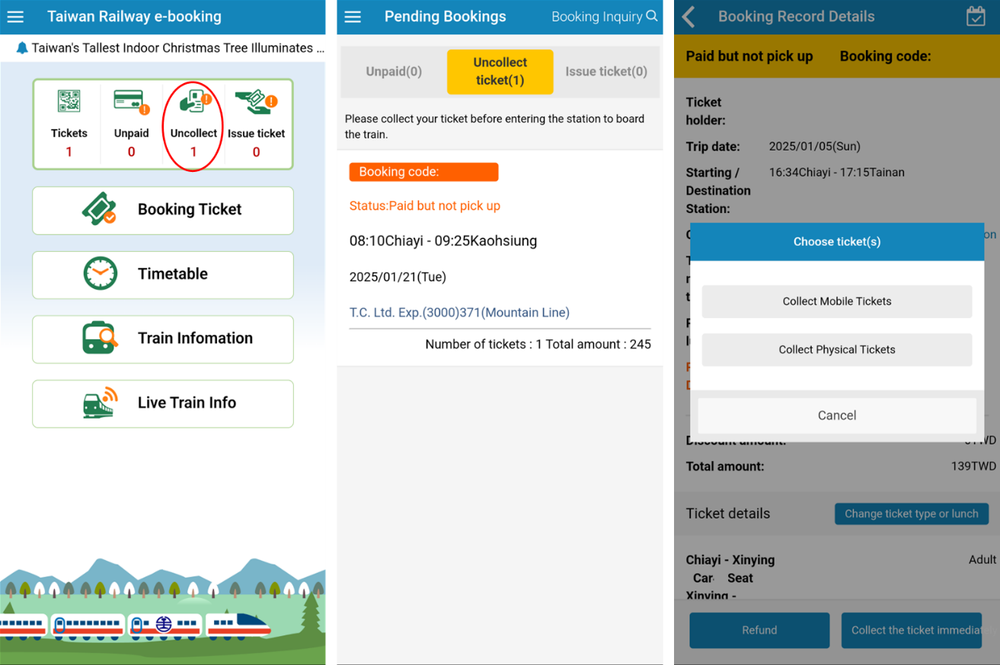 Taiwan Railway e-booking
Taiwan's Tallest Indoor Christmas Tree Illuminates ...
Tickets
1
Unpaid
0
Uncollect
1
Issue ticket
0
Booking Ticket
Timetable
Train Infomation
Live Train Info
Pending Bookings
Booking Inquiry
Unpaid(0)
Uncollect
ticket(1)
Issue ticket(0)
Please collect your ticket before entering the station to board
the train.
Booking code:
Status:Paid but not pick up
08:10Chiayi - 09:25Kaohsiung
2025/01/21(Tue)
T.C. Ltd. Exp.(3000)371(Mountain Line)
Number of tickets : 1 Total amount : 245
Booking Record Details
Paid but not pick up
Booking code:
Ticket
holder:
Trip date:
2025/01/05(Sun)
Starting /
Destination
Station:
16:34Chiayi - 17:15Tainan
on
Choose ticket(s)
Collect Mobile Tickets
Collect Physical Tickets
Cancel
Discount amount:
Total amount:
139TWD
Ticket details
Change ticket type or lunch
Chiayi - Xinying
Adult
Car
Seat
Xinying -
Refund
Collect the ticket immediat